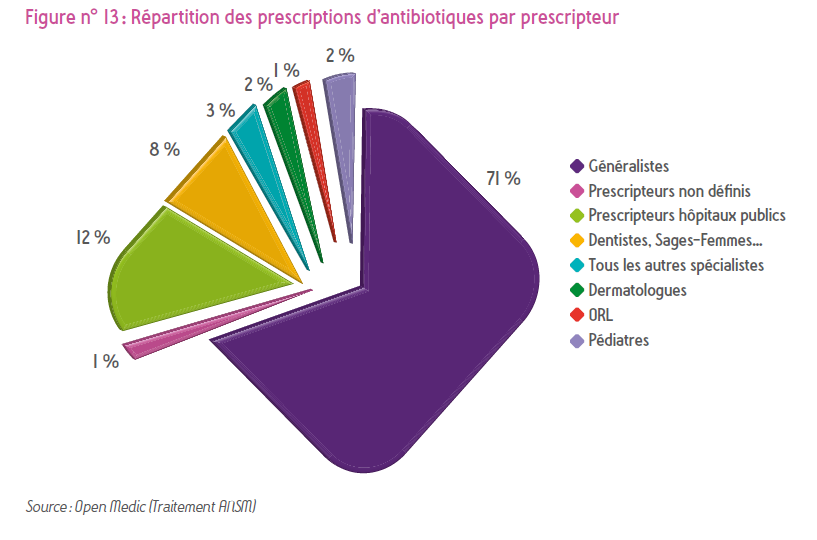 Figure n° 13 : Répartition des prescriptions d'antibiotiques par prescripteur
2 %
1 %
2 %
3 %
8 %
71 %
12 %
1 %
Généralistes
Prescripteurs non définis
Prescripteurs hôpitaux publics
Dentistes, Sages-Femmes...
Tous les autres spécialistes
Dermatologues
ORL
Pédiatres
Source : Open Medic (Traitement ANSM)